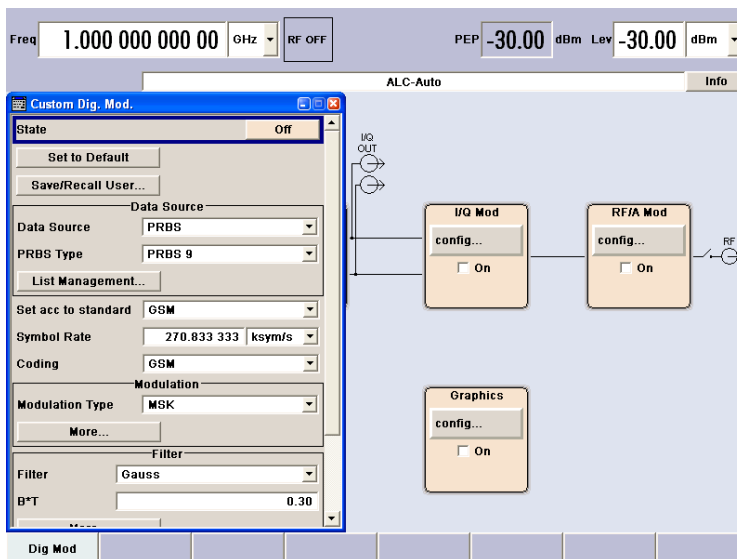 Freq 1.000 000 000 00 GHz RF OFF PEP -30.00 dBm Lev -30.00 dBm
ALC-Auto Info
Custom Dig. Mod.
State Off
Set to Default
Save/Recall User...
Data Source
Data Source PRBS
PRBS Type PRBS 9
List Management...
Set acc to standard GSM
Symbol Rate 270.833 333 ksym/s
Coding GSM
Modulation
Modulation Type MSK
More...
Filter
Filter Gauss
B*T 0.30
I/Q
OUT
I/Q Mod
config...
On
RF/A Mod
config...
On
RF
Graphics
config...
On
Dig Mod